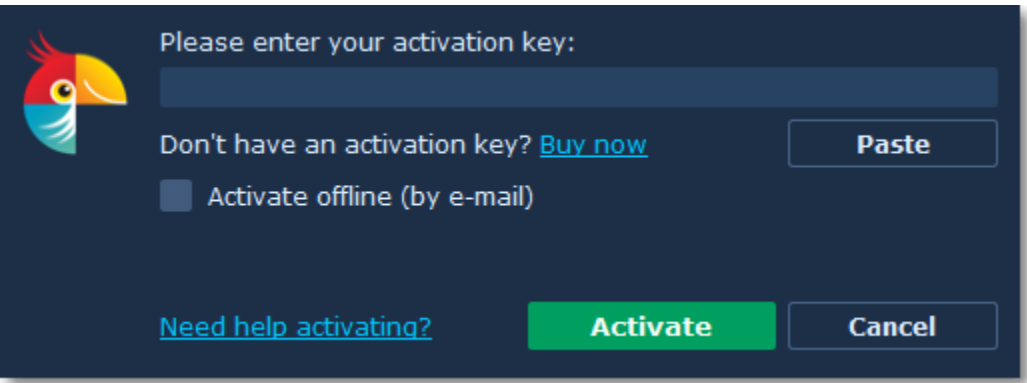 Please enter your activation key:
Don't have an activation key? Buy now
Paste
Activate offline (by e-mail)
Need help activating?
Activate
Cancel